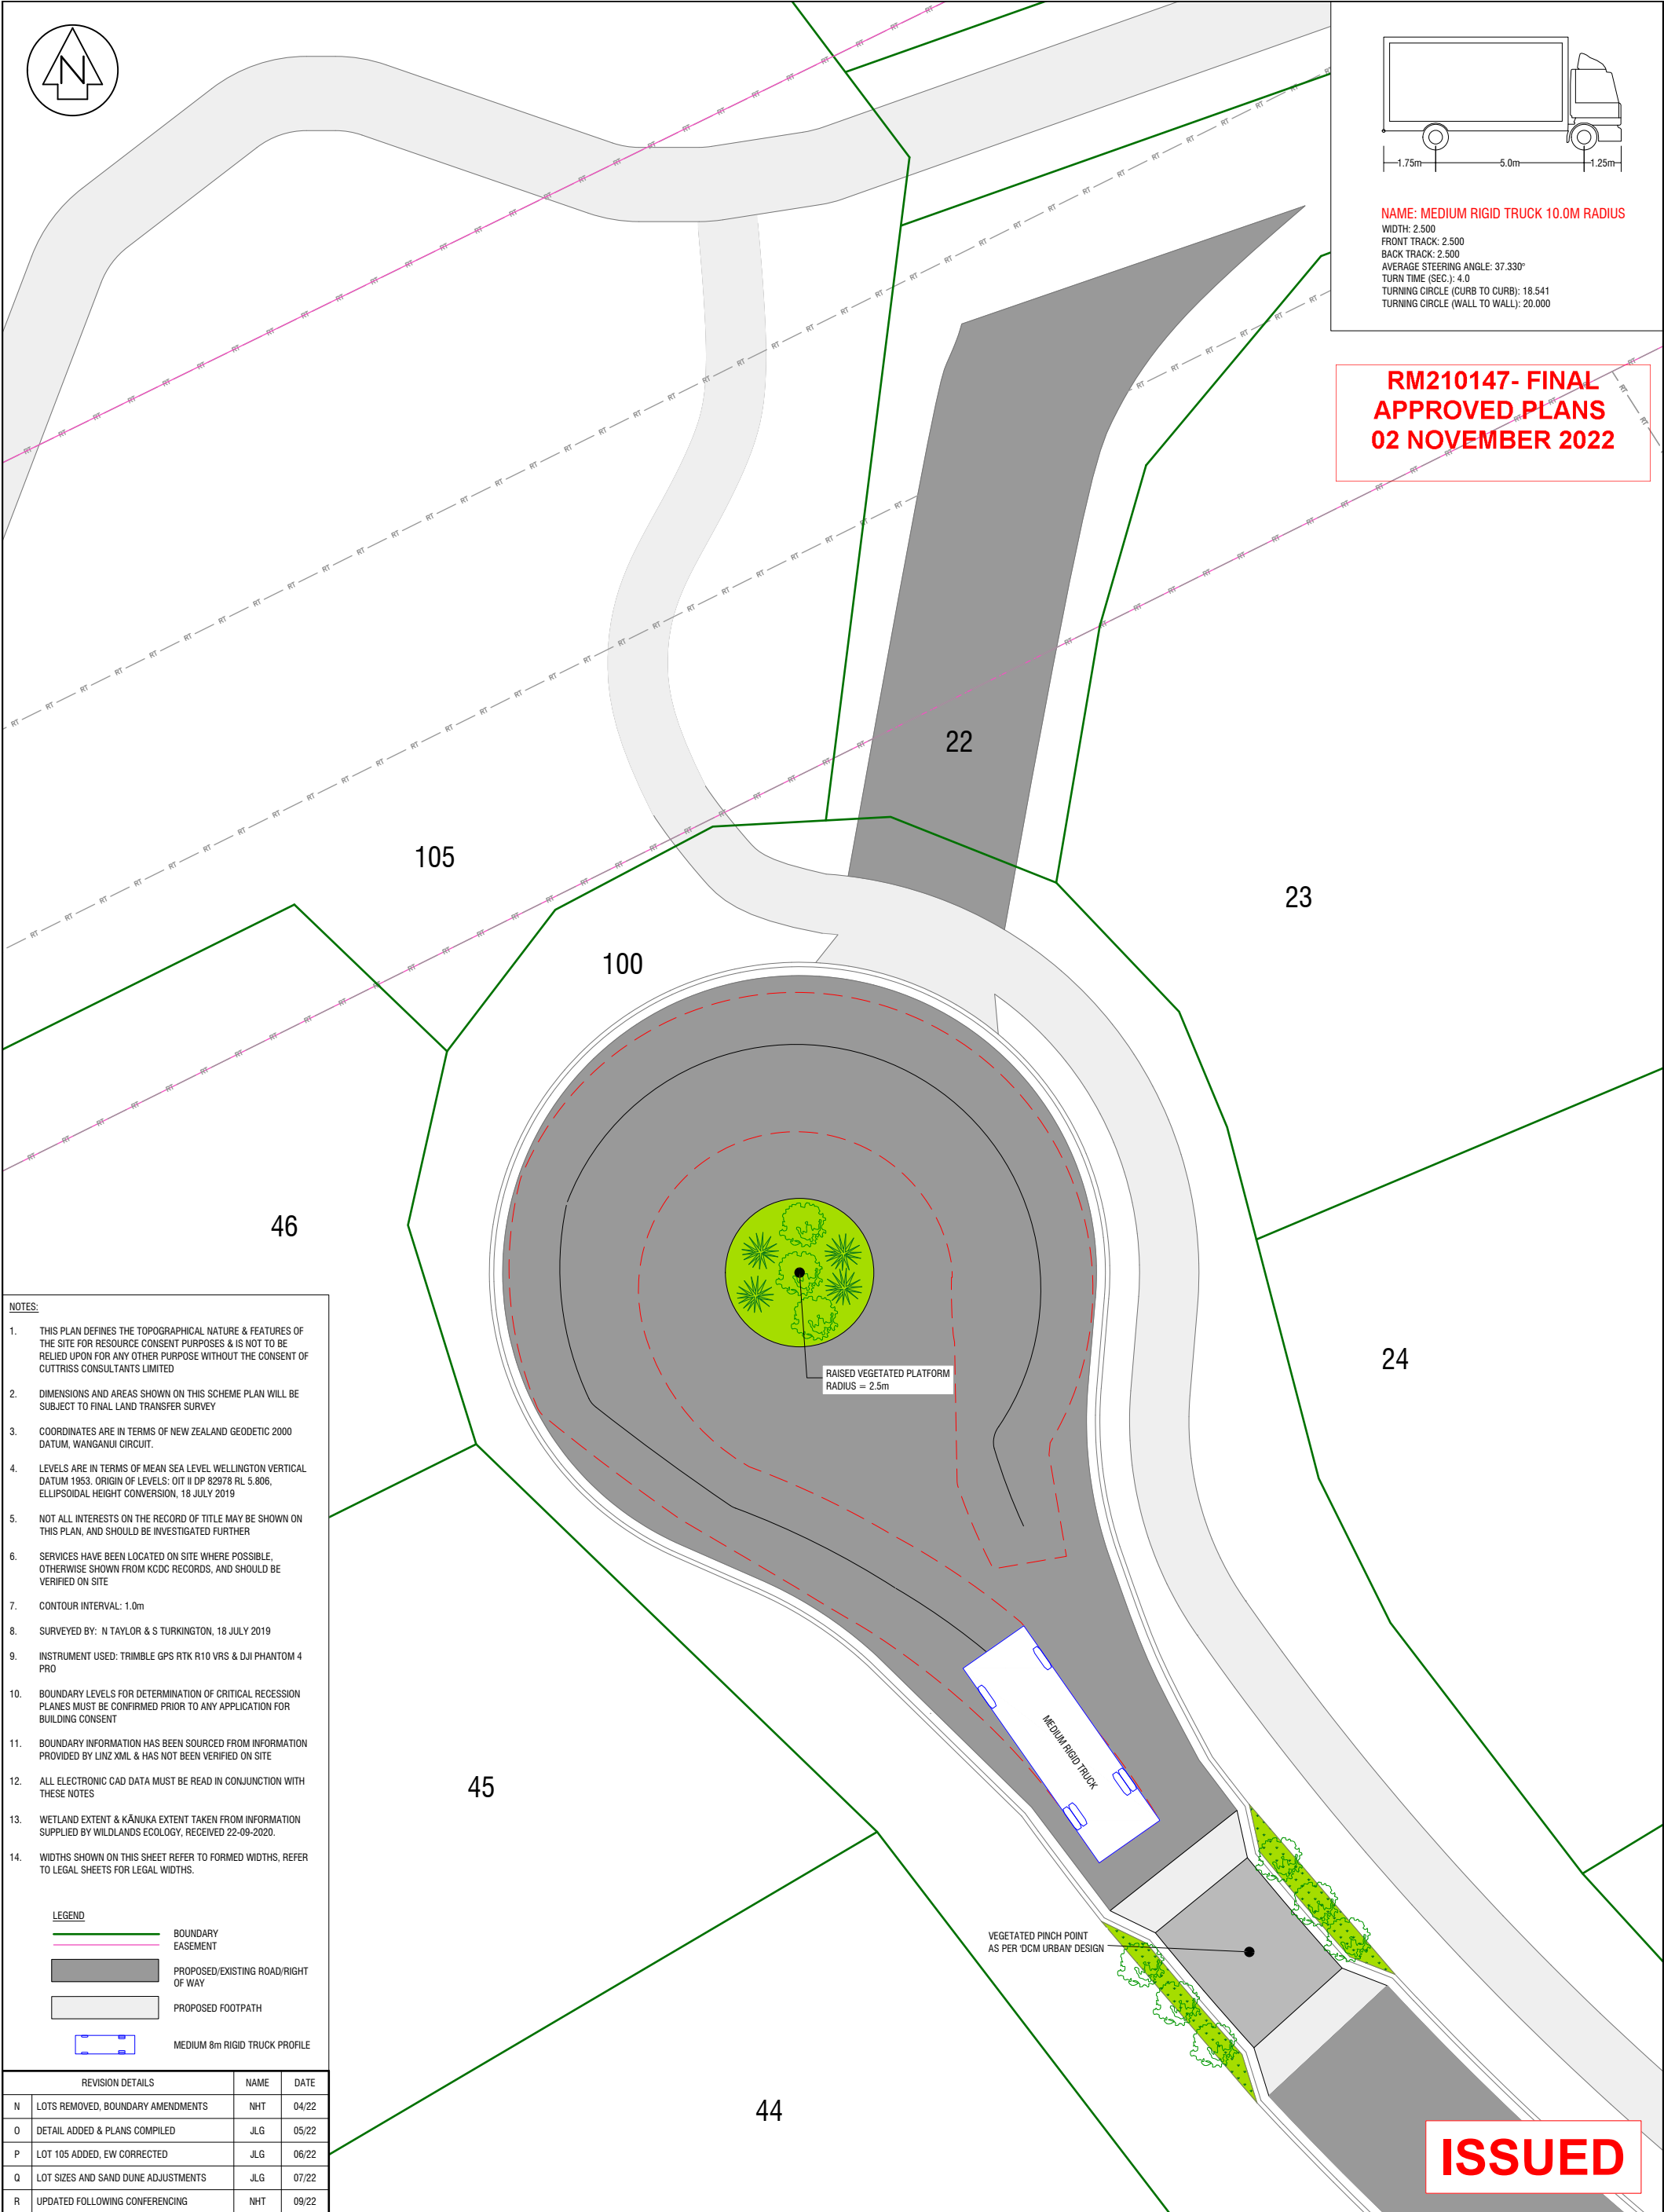 N
1.75m
5.0m
1.25m
NAME: MEDIUM RIGID TRUCK 10.0M RADIUS
WIDTH: 2.500
FRONT TRACK: 2.500
BACK TRACK: 2.500
AVERAGE STEERING ANGLE: 37.330°
TURN TIME (SEC.): 4.0
TURNING CIRCLE (CURB TO CURB): 18.541
TURNING CIRCLE (WALL TO WALL): 20.000
RM210147- FINAL
APPROVED PLANS
02 NOVEMBER 2022
22
105
23
100
46
24
RAISED VEGETATED PLATFORM
RADIUS = 2.5m
MEDIUM RIGID TRUCK
45
VEGETATED PINCH POINT
AS PER 'DCM URBAN' DESIGN
44
NOTES:
1. THIS PLAN DEFINES THE TOPOGRAPHICAL NATURE & FEATURES OF
THE SITE FOR RESOURCE CONSENT PURPOSES & IS NOT TO BE
RELIED UPON FOR ANY OTHER PURPOSE WITHOUT THE CONSENT OF
CUTTRISS CONSULTANTS LIMITED
2. DIMENSIONS AND AREAS SHOWN ON THIS SCHEME PLAN WILL BE
SUBJECT TO FINAL LAND TRANSFER SURVEY
3. COORDINATES ARE IN TERMS OF NEW ZEALAND GEODETIC 2000
DATUM, WANGANUI CIRCUIT.
4. LEVELS ARE IN TERMS OF MEAN SEA LEVEL WELLINGTON VERTICAL
DATUM 1953. ORIGIN OF LEVELS: OIT II DP 82978 RL 5.806,
ELLIPSOIDAL HEIGHT CONVERSION, 18 JULY 2019
5. NOT ALL INTERESTS ON THE RECORD OF TITLE MAY BE SHOWN ON
THIS PLAN, AND SHOULD BE INVESTIGATED FURTHER
6. SERVICES HAVE BEEN LOCATED ON SITE WHERE POSSIBLE,
OTHERWISE SHOWN FROM KCDC RECORDS, AND SHOULD BE
VERIFIED ON SITE
7. CONTOUR INTERVAL: 1.0m
8. SURVEYED BY: N TAYLOR & S TURKINGTON, 18 JULY 2019
9. INSTRUMENT USED: TRIMBLE GPS RTK R10 VRS & DJI PHANTOM 4
PRO
10. BOUNDARY LEVELS FOR DETERMINATION OF CRITICAL RECESSION
PLANES MUST BE CONFIRMED PRIOR TO ANY APPLICATION FOR
BUILDING CONSENT
11. BOUNDARY INFORMATION HAS BEEN SOURCED FROM INFORMATION
PROVIDED BY LINZ XML & HAS NOT BEEN VERIFIED ON SITE
12. ALL ELECTRONIC CAD DATA MUST BE READ IN CONJUNCTION WITH
THESE NOTES
13. WETLAND EXTENT & KĀNUKA EXTENT TAKEN FROM INFORMATION
SUPPLIED BY WILDLANDS ECOLOGY, RECEIVED 22-09-2020.
14. WIDTHS SHOWN ON THIS SHEET REFER TO FORMED WIDTHS, REFER
TO LEGAL SHEETS FOR LEGAL WIDTHS.
LEGEND
BOUNDARY
EASEMENT
PROPOSED/EXISTING ROAD/RIGHT
OF WAY
PROPOSED FOOTPATH
MEDIUM 8m RIGID TRUCK PROFILE
REVISION DETAILS NAME DATE
N LOTS REMOVED, BOUNDARY AMENDMENTS NHT 04/22
O DETAIL ADDED & PLANS COMPILED JLG 05/22
P LOT 105 ADDED, EW CORRECTED JLG 06/22
Q LOT SIZES AND SAND DUNE ADJUSTMENTS JLG 07/22
R UPDATED FOLLOWING CONFERENCING NHT 09/22
ISSUED